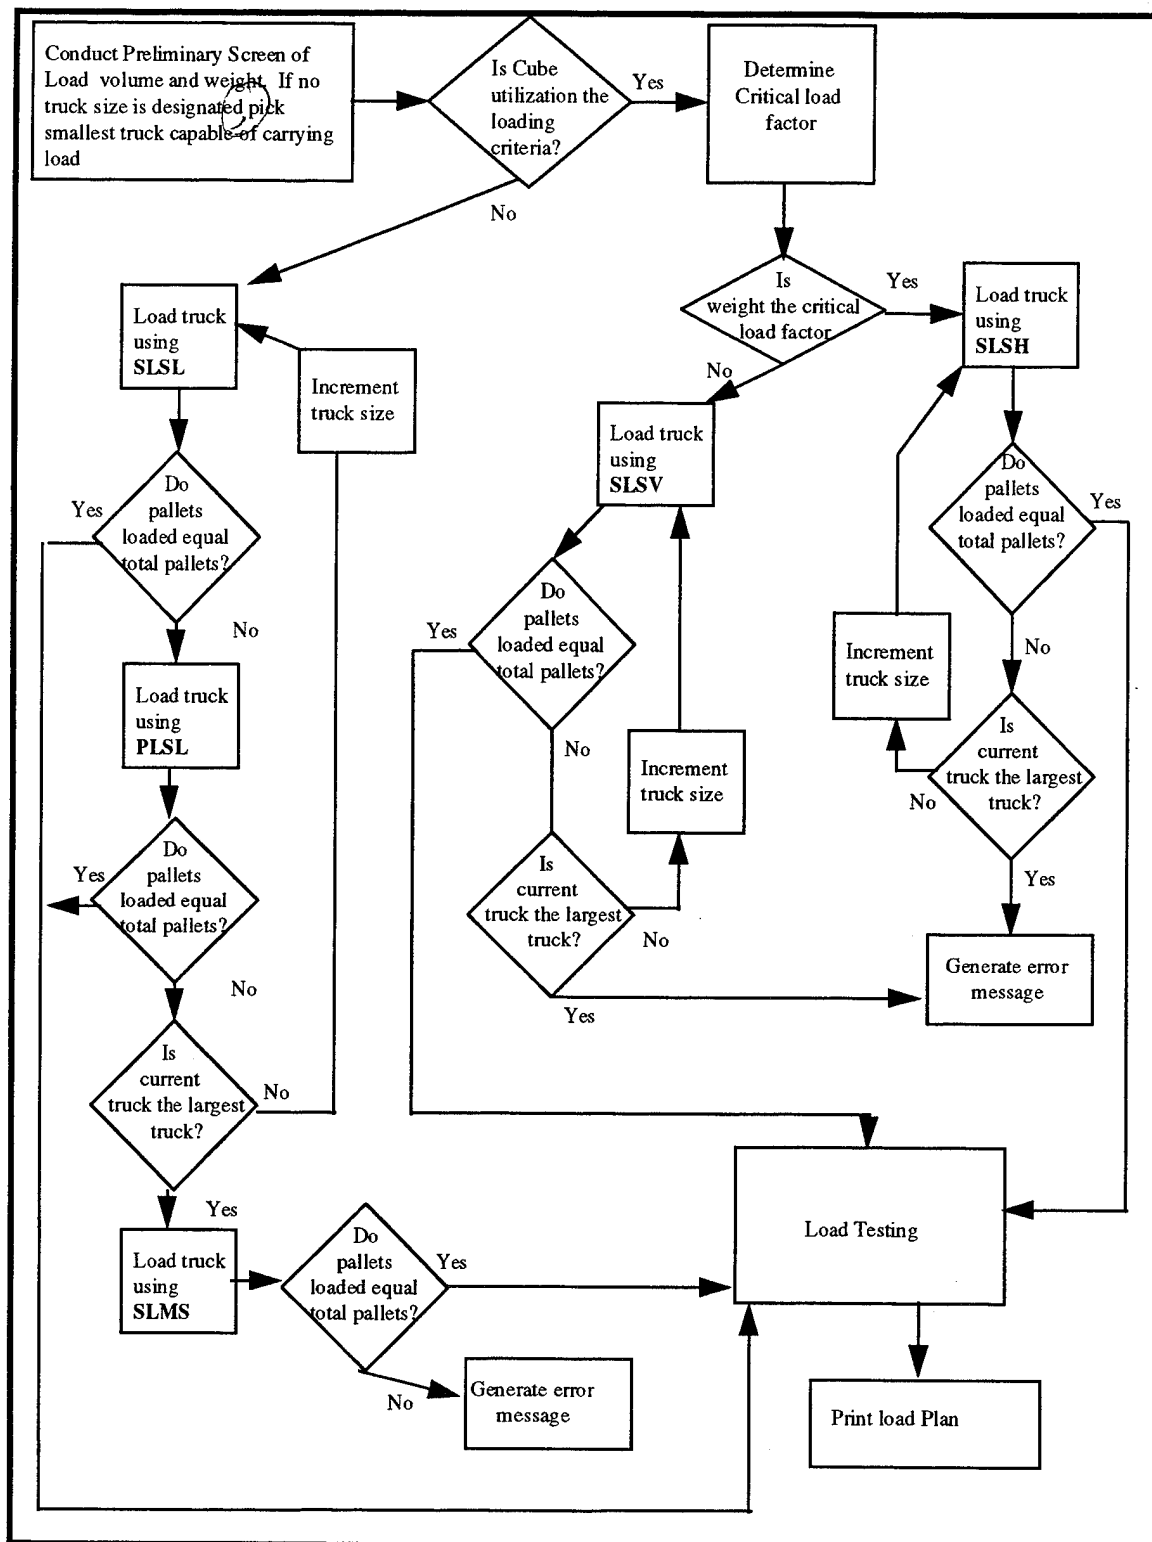 Conduct Preliminary Screen of
Load volume and weight. If no
truck size is designated pick
smallest truck capable of carrying
load
Is Cube
utilization the
loading
criteria?
Yes
No
Determine
Critical load
factor
Is
weight the critical
load factor
Yes
No
Load truck
using
SLSH
Load truck
using
SLSL
Increment
truck size
Load truck
using
SLSV
Do
pallets
loaded equal
total pallets?
Yes
No
Do
pallets
loaded equal
total pallets?
Yes
No
Do
pallets
loaded equal
total pallets?
Yes
No
Load truck
using
PLSL
Increment
truck size
Increment
truck size
Is
current
truck the largest
truck?
No
Yes
Do
pallets
loaded equal
total pallets?
Yes
No
Is
current
truck the largest
truck?
No
Yes
Generate error
message
Is
current
truck the largest
truck?
No
Yes
Load truck
using
SLMS
Do
pallets
loaded equal
total pallets?
Yes
No
Load Testing
Generate error
message
Print load Plan